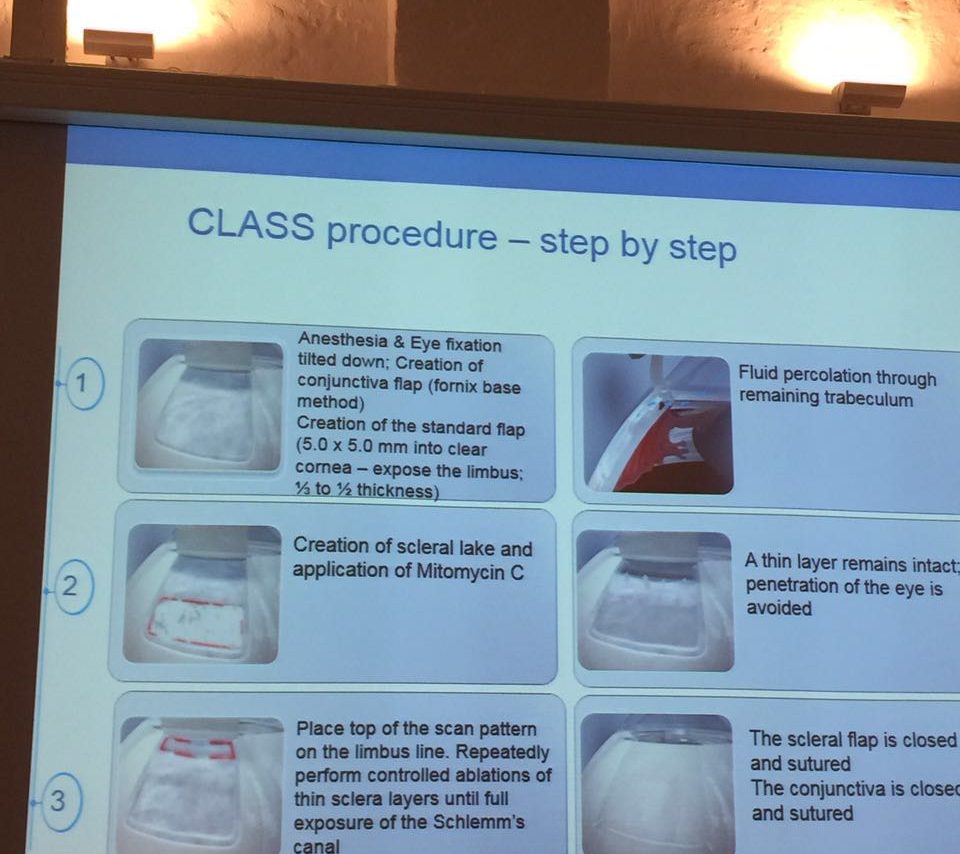 CLASS procedure – step by step
1
Anesthesia & Eye fixation
tilted down; Creation of
conjunctiva flap (fornix base
method)
Creation of the standard flap
(5.0 x 5.0 mm into clear
cornea – expose the limbus;
⅓ to ½ thickness)
2
Creation of scleral lake and
application of Mitomycin C
3
Place top of the scan pattern
on the limbus line. Repeatedly
perform controlled ablations of
thin sclera layers until full
exposure of the Schlemm's
canal
Fluid percolation through
remaining trabeculum
A thin layer remains intact;
penetration of the eye is
avoided
The scleral flap is closed
and sutured
The conjunctiva is closed
and sutured